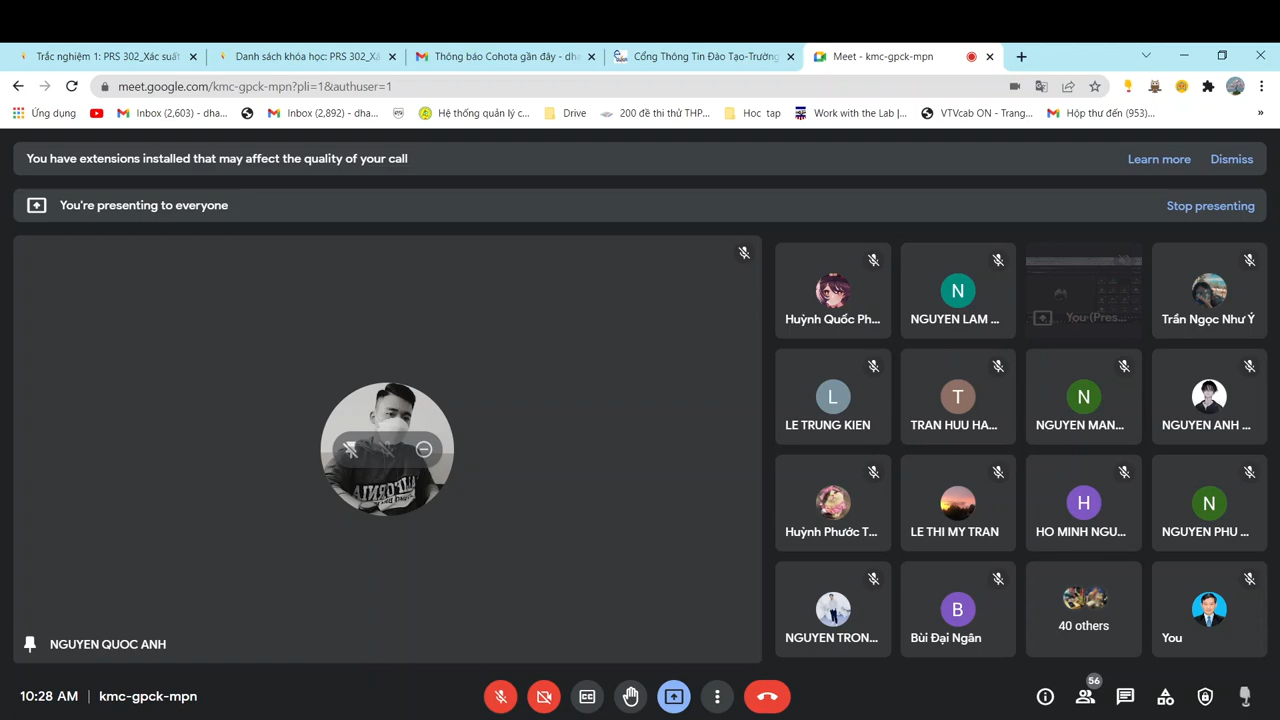 Trắc nghiệm 1: PRS 302_Xác suất
Danh sách khóa học: PRS 302_Xá
Thông báo Cohota gần đây - dha
Cổng Thông Tin Đào Tạo-Trường
Meet - kmc-gpck-mpn
meet.google.com/kmc-gpck-mpn?pli=1&authuser=1
Ứng dụng
Inbox (2,603) - dha...
Inbox (2,892) - dha...
Hệ thống quản lý c...
Drive
200 đề thi thử THP...
Hoc tap
Work with the Lab |...
VTVcab ON - Trang...
Hộp thư đến (953)...
»
You have extensions installed that may affect the quality of your call
Learn more
Dismiss
You're presenting to everyone
Stop presenting
Huỳnh Quốc Ph...
N
NGUYEN LAM ...
You (Pres...
Trần Ngọc Như Ý
L
LE TRUNG KIEN
T
TRAN HUU HA...
N
NGUYEN MAN...
NGUYEN ANH ...
Huỳnh Phước T...
LE THI MY TRAN
H
HO MINH NGU...
N
NGUYEN PHU ...
NGUYEN TRON...
B
Bùi Đại Ngân
40 others
You
NGUYEN QUOC ANH
10:28 AM | kmc-gpck-mpn
56